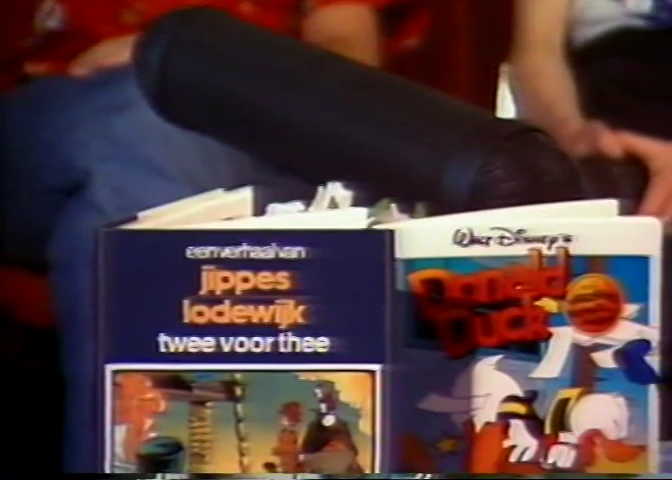 een verhaal van
jippes
lodewijk
twee voor thee
Walt Disney's
Donald
Duck